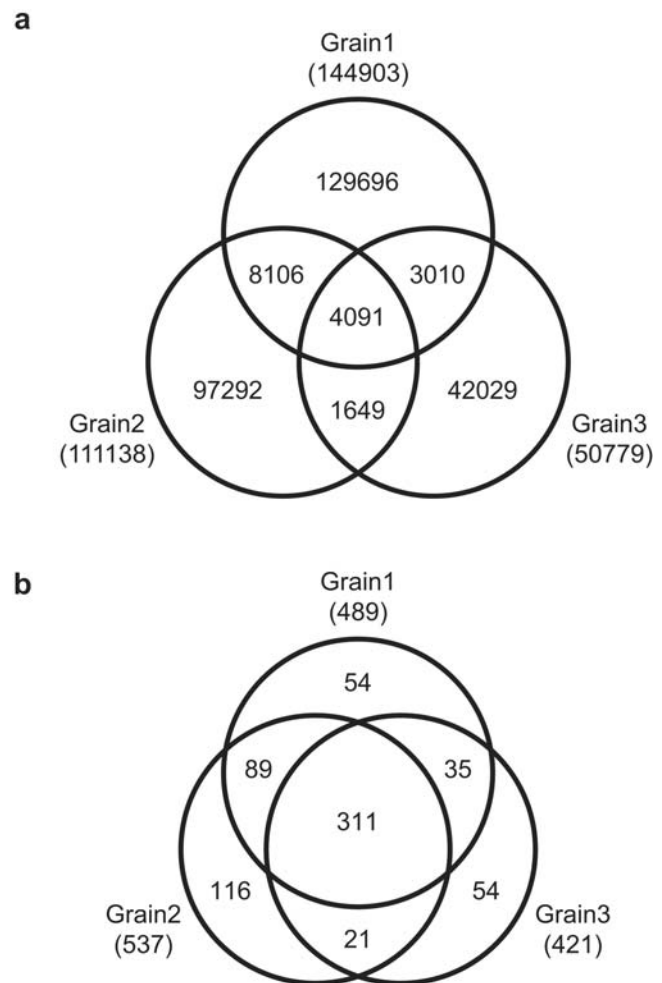 a
Grain1
(144903)
129696
8106
3010
4091
97292
1649
42029
Grain2
(111138)
Grain3
(50779)
b
Grain1
(489)
54
89
35
311
116
54
21
Grain2
(537)
Grain3
(421)